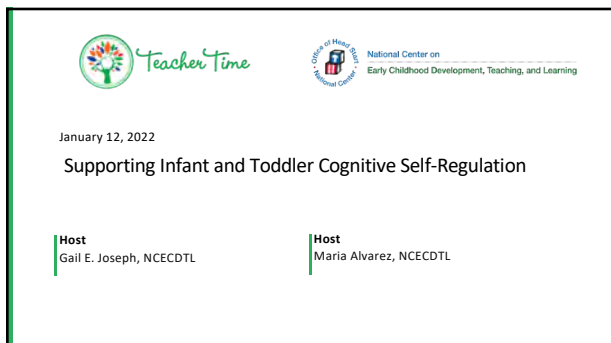 Teacher Time
Office of Head Start
National Center
National Center on
Early Childhood Development, Teaching, and Learning
January 12, 2022
Supporting Infant and Toddler Cognitive Self-Regulation
Host
Gail E. Joseph, NCECDTL
Host
Maria Alvarez, NCECDTL